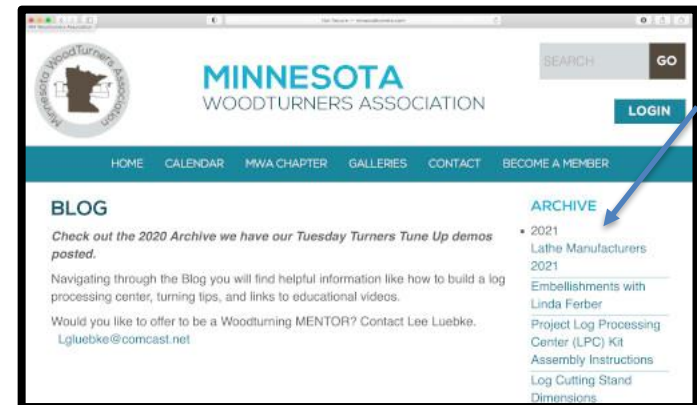 Minnesota WoodTurners Association
MINNESOTA
WOODTURNERS ASSOCIATION
SEARCH
GO
LOGIN
HOME CALENDAR MWA CHAPTER GALLERIES CONTACT BECOME A MEMBER
BLOG
Check out the 2020 Archive we have our Tuesday Turners Tune Up demos
posted.
Navigating through the Blog you will find helpful information like how to build a log
processing center, turning tips, and links to educational videos.
Would you like to offer to be a Woodturning MENTOR? Contact Lee Luebke.
Lgluebke@comcast.net
ARCHIVE
• 2021
Lathe Manufacturers
2021
Embellishments with
Linda Ferber
Project Log Processing
Center (LPC) Kit
Assembly Instructions
Log Cutting Stand
Dimensions